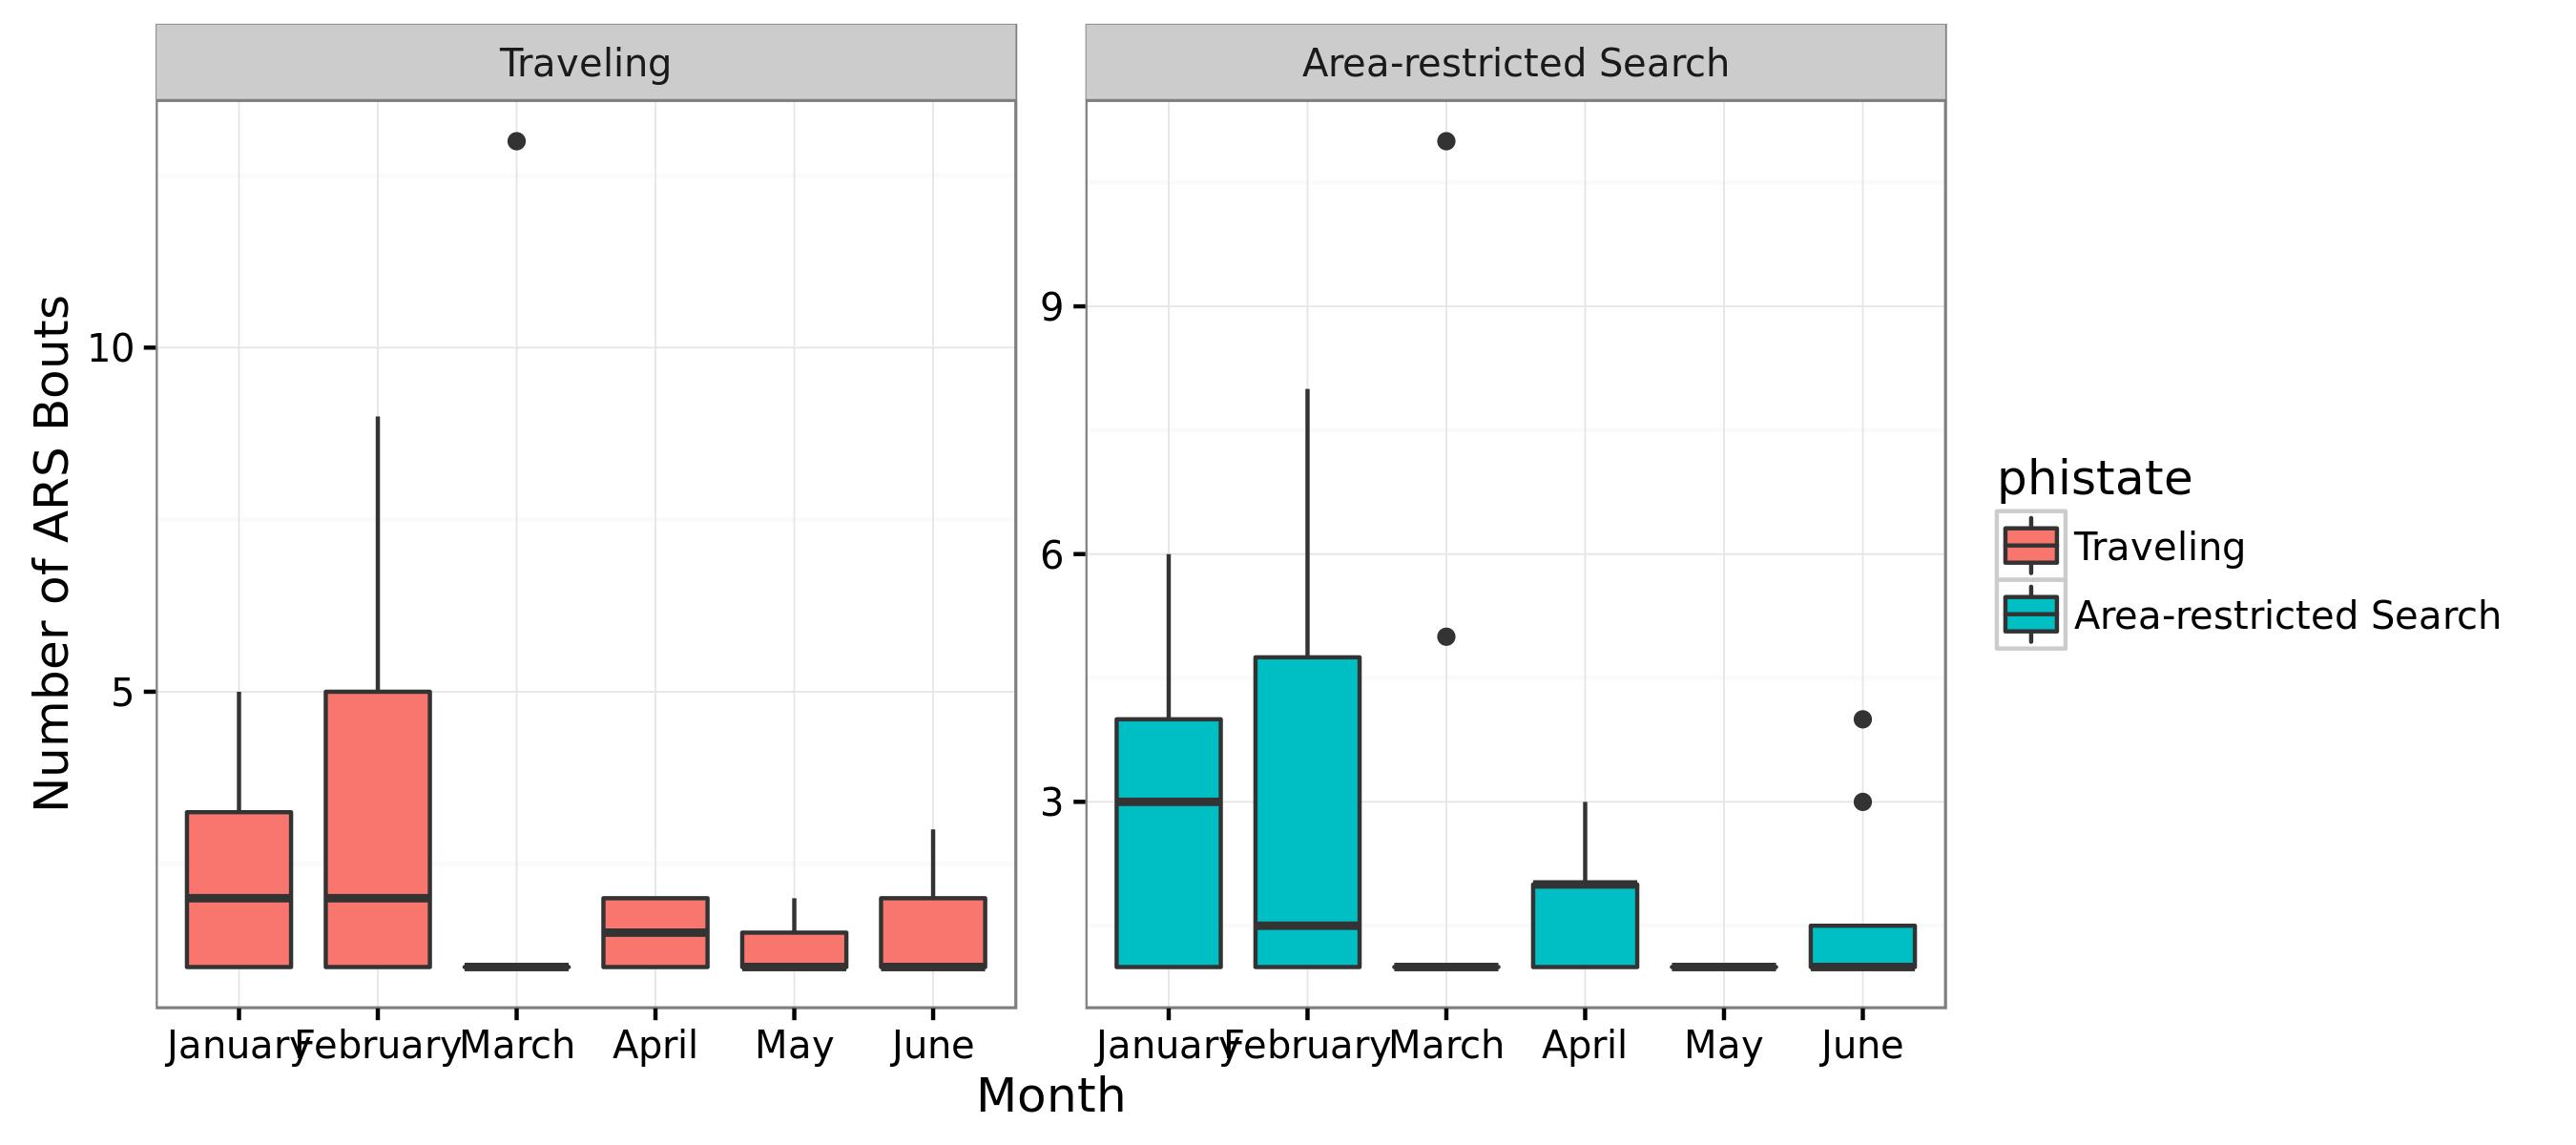 Traveling
Area-restricted Search
Number of ARS Bouts
10
5
9
6
3
January February March April May June
January February March April May June
Month
phistate
Traveling
Area-restricted Search